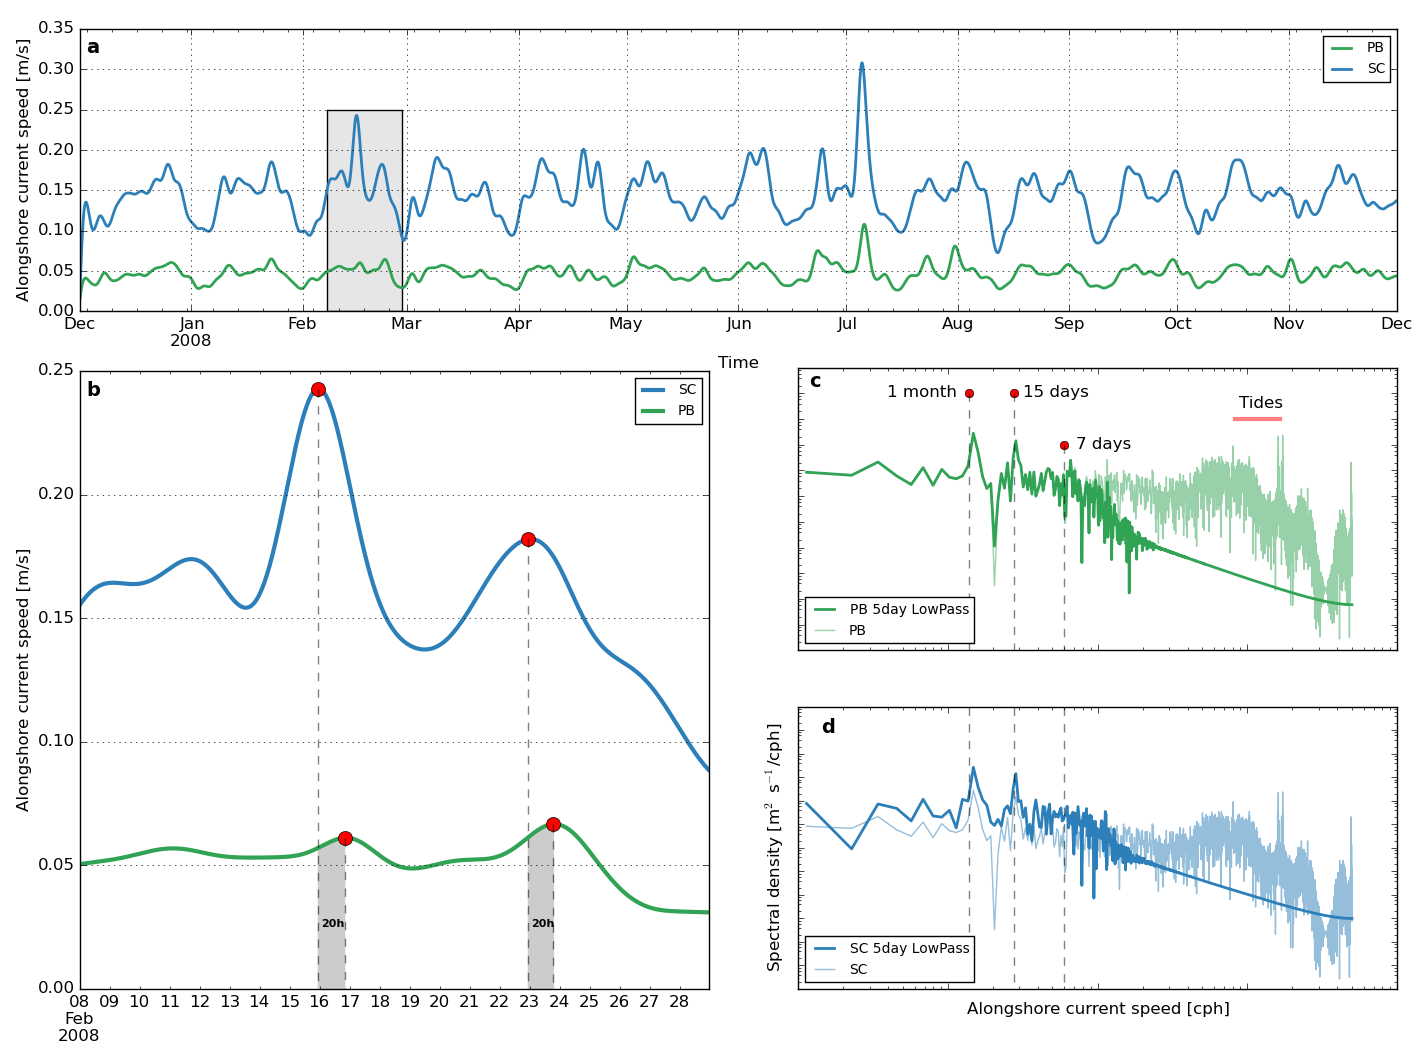 a
Alongshore current speed [m/s]
0.35
0.30
0.25
0.20
0.15
0.10
0.05
0.00
PB
SC
Dec Jan Feb Mar Apr May Jun Jul Aug Sep Oct Nov Dec
2008
Time
b
Alongshore current speed [m/s]
0.25
0.20
0.15
0.10
0.05
0.00
SC
PB
20h 20h
08 09 10 11 12 13 14 15 16 17 18 19 20 21 22 23 24 25 26 27 28
Feb
2008
c
1 month 15 days
7 days
Tides
PB 5day LowPass
PB
d
Spectral density [m² s⁻¹/cph]
SC 5day LowPass
SC
Alongshore current speed [cph]